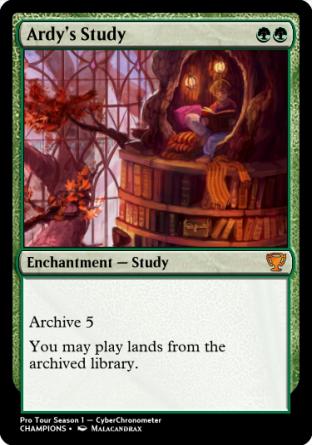 Ardy's Study
Enchantment — Study
Archive 5
You may play lands from the
archived library.
Pro Tour Season 1 — CyberChronometer
CHAMPIONS • Malacandrax